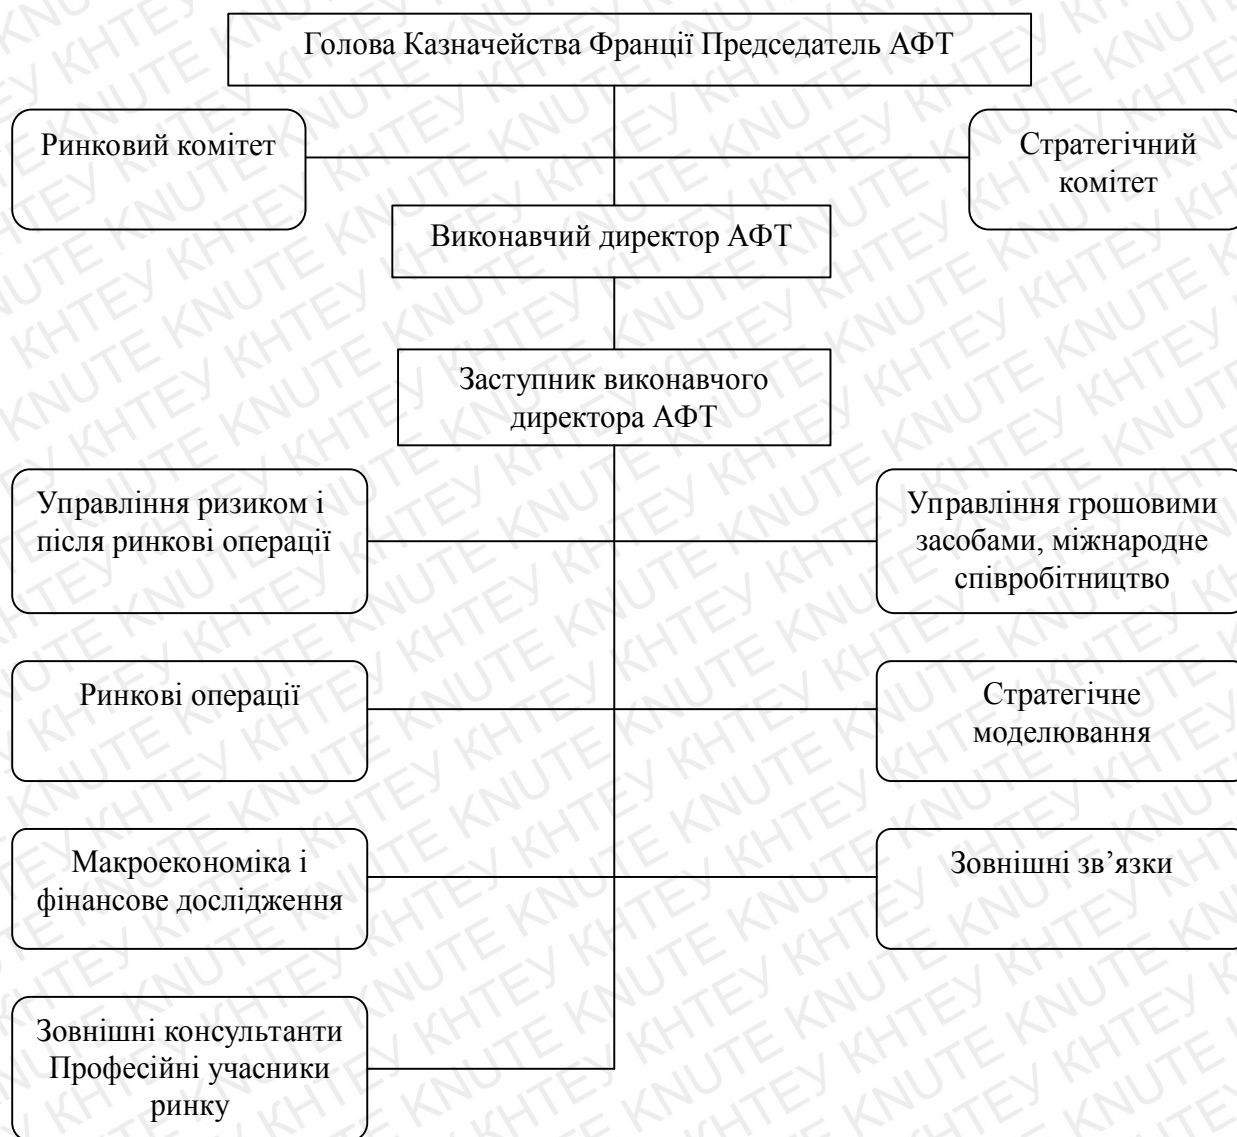 Голова Казначейства Франції Председатель АФТ
Ринковий комітет
Стратегічний
комітет
Виконавчий директор АФТ
Заступник виконавчого
директора АФТ
Управління ризиком і
після ринкові операції
Управління грошовими
засобами, міжнародне
співробітництво
Ринкові операції
Стратегічне
моделювання
Макроекономіка і
фінансове дослідження
Зовнішні зв’язки
Зовнішні консультанти
Професійні учасники
ринку